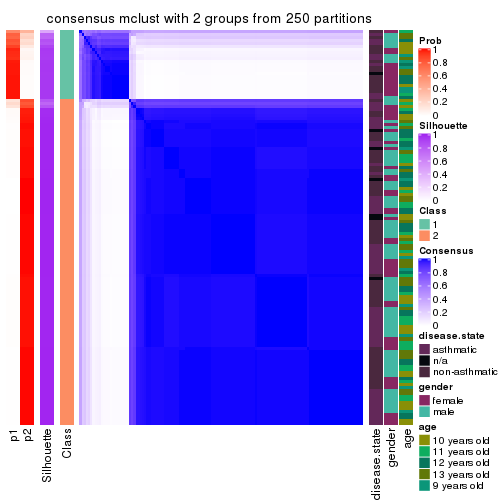 consensus mclust with 2 groups from 250 partitions
p1
p2
Silhouette
Class
disease.state
gender
age
Prob
1
0.8
0.6
0.4
0.2
0
Silhouette
1
0.8
0.6
0.4
0.2
0
Class
1
2
Consensus
1
0.8
0.6
0.4
0.2
0
disease.state
asthmatic
n/a
non-asthmatic
gender
female
male
age
10 years old
11 years old
12 years old
13 years old
9 years old